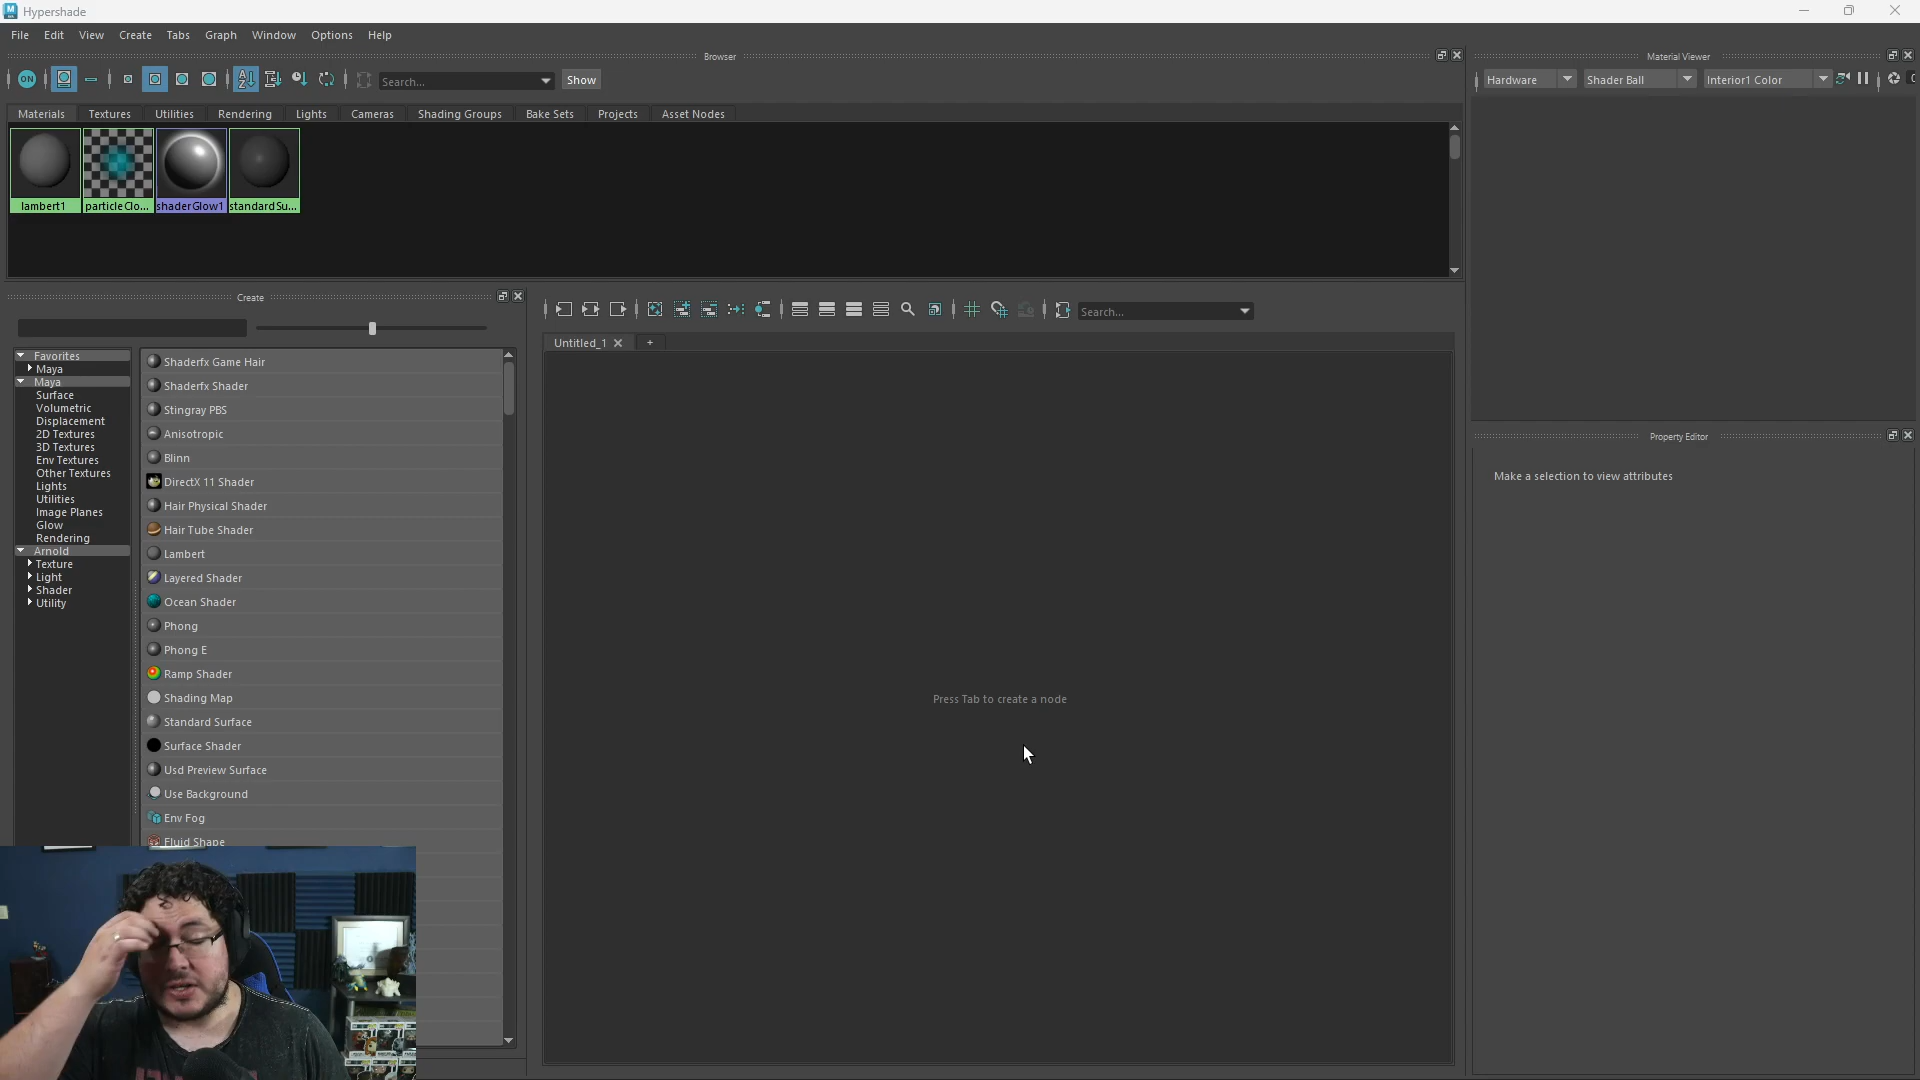 Hypershade
File Edit View Create Tabs Graph Window Options Help
Browser
Material Viewer
ON
Search...
Show
Hardware
Shader Ball
Interior1 Color
Materials Textures Utilities Rendering Lights Cameras Shading Groups Bake Sets Projects Asset Nodes
lambert1 particleClo... shaderGlow1 standardSu...
Create
Search...
Untitled_1
+
Favorites
Maya
Maya
Surface
Volumetric
Displacement
2D Textures
3D Textures
Env Textures
Other Textures
Lights
Utilities
Image Planes
Glow
Rendering
Arnold
Texture
Light
Shader
Utility
Shaderfx Game Hair
Shaderfx Shader
Stingray PBS
Anisotropic
Blinn
DirectX 11 Shader
Hair Physical Shader
Hair Tube Shader
Lambert
Layered Shader
Ocean Shader
Phong
Phong E
Ramp Shader
Shading Map
Standard Surface
Surface Shader
Usd Preview Surface
Use Background
Env Fog
Fluid Shape
Press Tab to create a node
Property Editor
Make a selection to view attributes